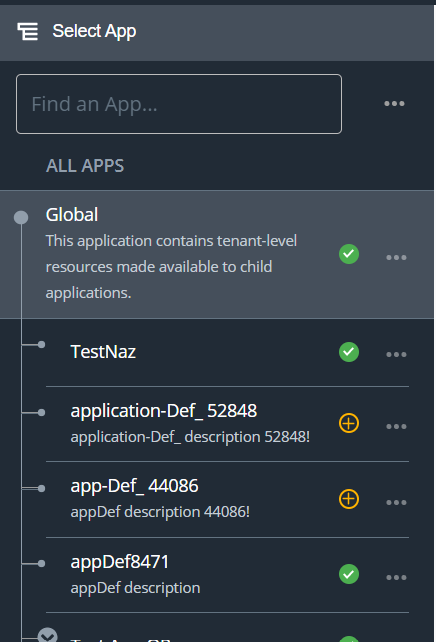 Select App
Find an App...
ALL APPS
Global
This application contains tenant-level
resources made available to child
applications.
TestNaz
application-Def_ 52848
application-Def_ description 52848!
app-Def_ 44086
appDef description 44086!
appDef8471
appDef description